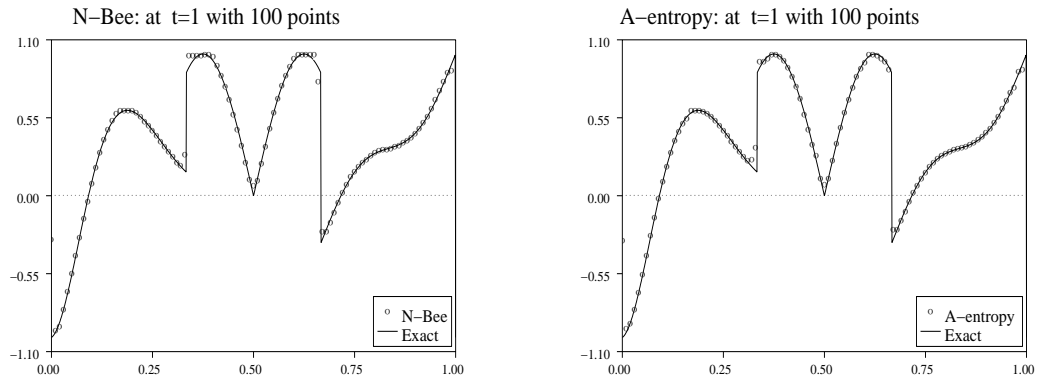 N−Bee: at t=1 with 100 points
1.10
0.55
0.00
−0.55
−1.10
0.00 0.25 0.50 0.75 1.00
N−Bee
Exact
A−entropy: at t=1 with 100 points
1.10
0.55
0.00
−0.55
−1.10
0.00 0.25 0.50 0.75 1.00
A−entropy
Exact